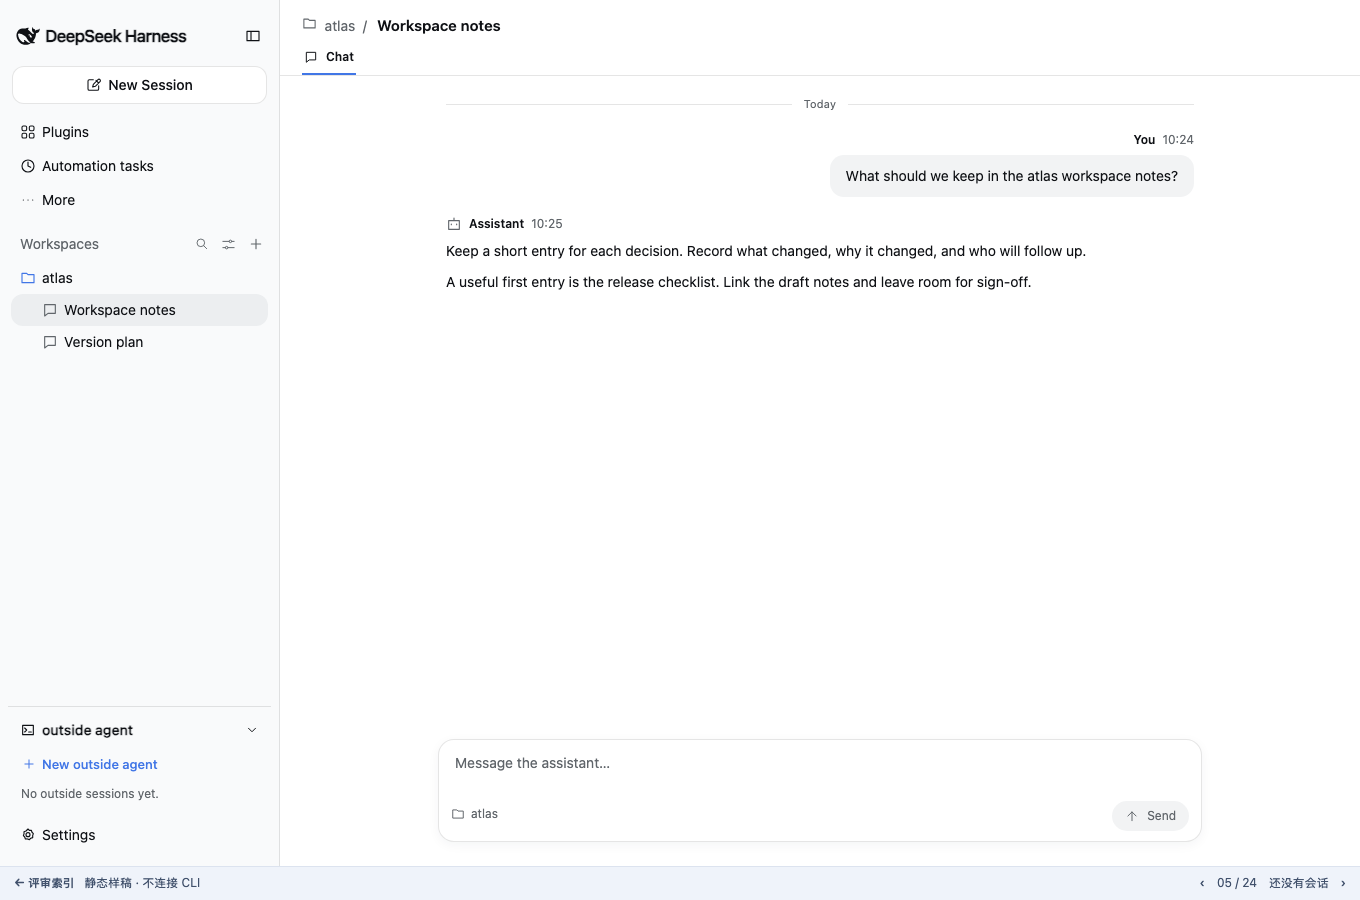 DeepSeek Harness
New Session
Plugins
Automation tasks
More
Workspaces
atlas
Workspace notes
Version plan
outside agent
New outside agent
No outside sessions yet.
Settings
atlas / Workspace notes
Chat
Today
You 10:24
What should we keep in the atlas workspace notes?
Assistant 10:25
Keep a short entry for each decision. Record what changed, why it changed, and who will follow up.
A useful first entry is the release checklist. Link the draft notes and leave room for sign-off.
Message the assistant...
atlas
Send
← 评审索引 静态样稿 · 不连接 CLI
‹ 05 / 24 还没有会话 ›